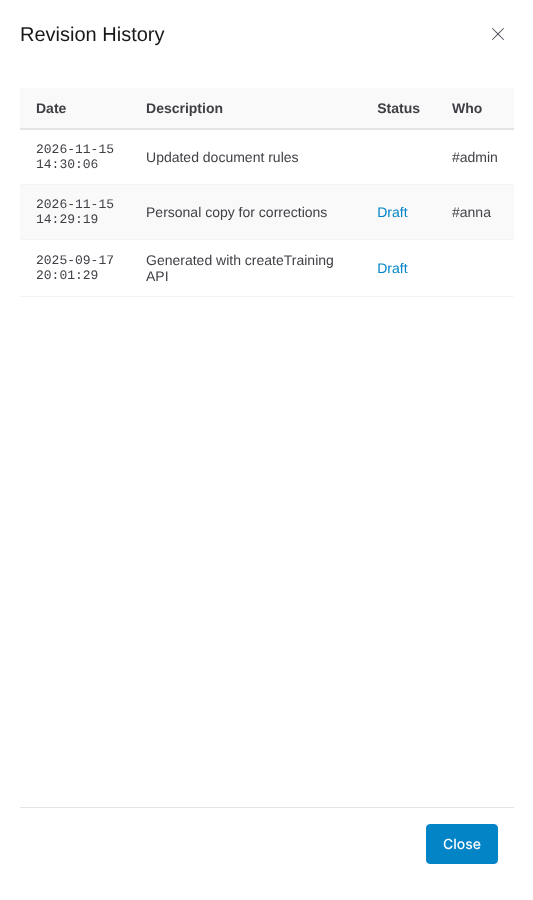 Revision History
Date Description Status Who
2026-11-15
14:30:06
Updated document rules
#admin
2026-11-15
14:29:19
Personal copy for corrections
Draft
#anna
2025-09-17
20:01:29
Generated with createTraining
API
Draft
Close